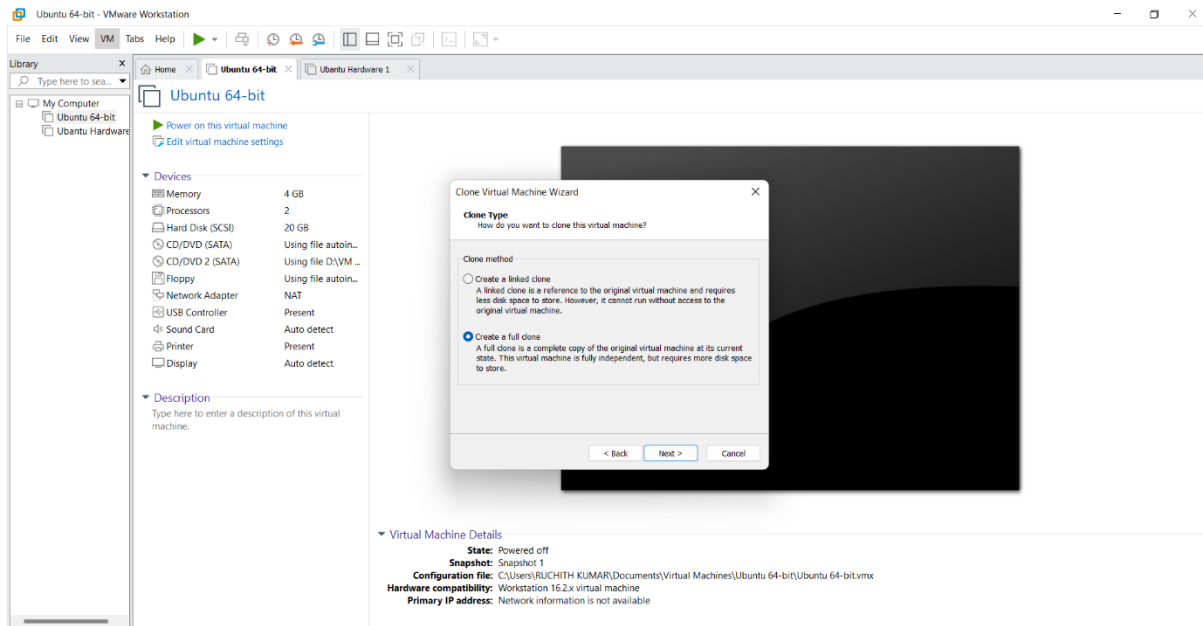 Ubuntu 64-bit - VMware Workstation
File Edit View VM Tabs Help
Library X
Type here to sea...
My Computer
Ubuntu 64-bit
Ubantu Hardware
Home
Ubuntu 64-bit
Ubantu Hardware 1
Ubuntu 64-bit
Power on this virtual machine
Edit virtual machine settings
Devices
Memory 4 GB
Processors 2
Hard Disk (SCSI) 20 GB
CD/DVD (SATA) Using file autoin...
CD/DVD 2 (SATA) Using file D:\VM ...
Floppy Using file autoin...
Network Adapter NAT
USB Controller Present
Sound Card Auto detect
Printer Present
Display Auto detect
Description
Type here to enter a description of this virtual
machine.
Clone Virtual Machine Wizard
Clone Type
How do you want to clone this virtual machine?
Clone method
Create a linked clone
A linked clone is a reference to the original virtual machine and requires
less disk space to store. However, it cannot run without access to the
original virtual machine.
Create a full clone
A full clone is a complete copy of the original virtual machine at its current
state. This virtual machine is fully independent, but requires more disk space
to store.
< Back Next > Cancel
Virtual Machine Details
State: Powered off
Snapshot: Snapshot 1
Configuration file: C:\Users\RUCHITH KUMAR\Documents\Virtual Machines\Ubuntu 64-bit\Ubuntu 64-bit.vmx
Hardware compatibility: Workstation 16.2.x virtual machine
Primary IP address: Network information is not available